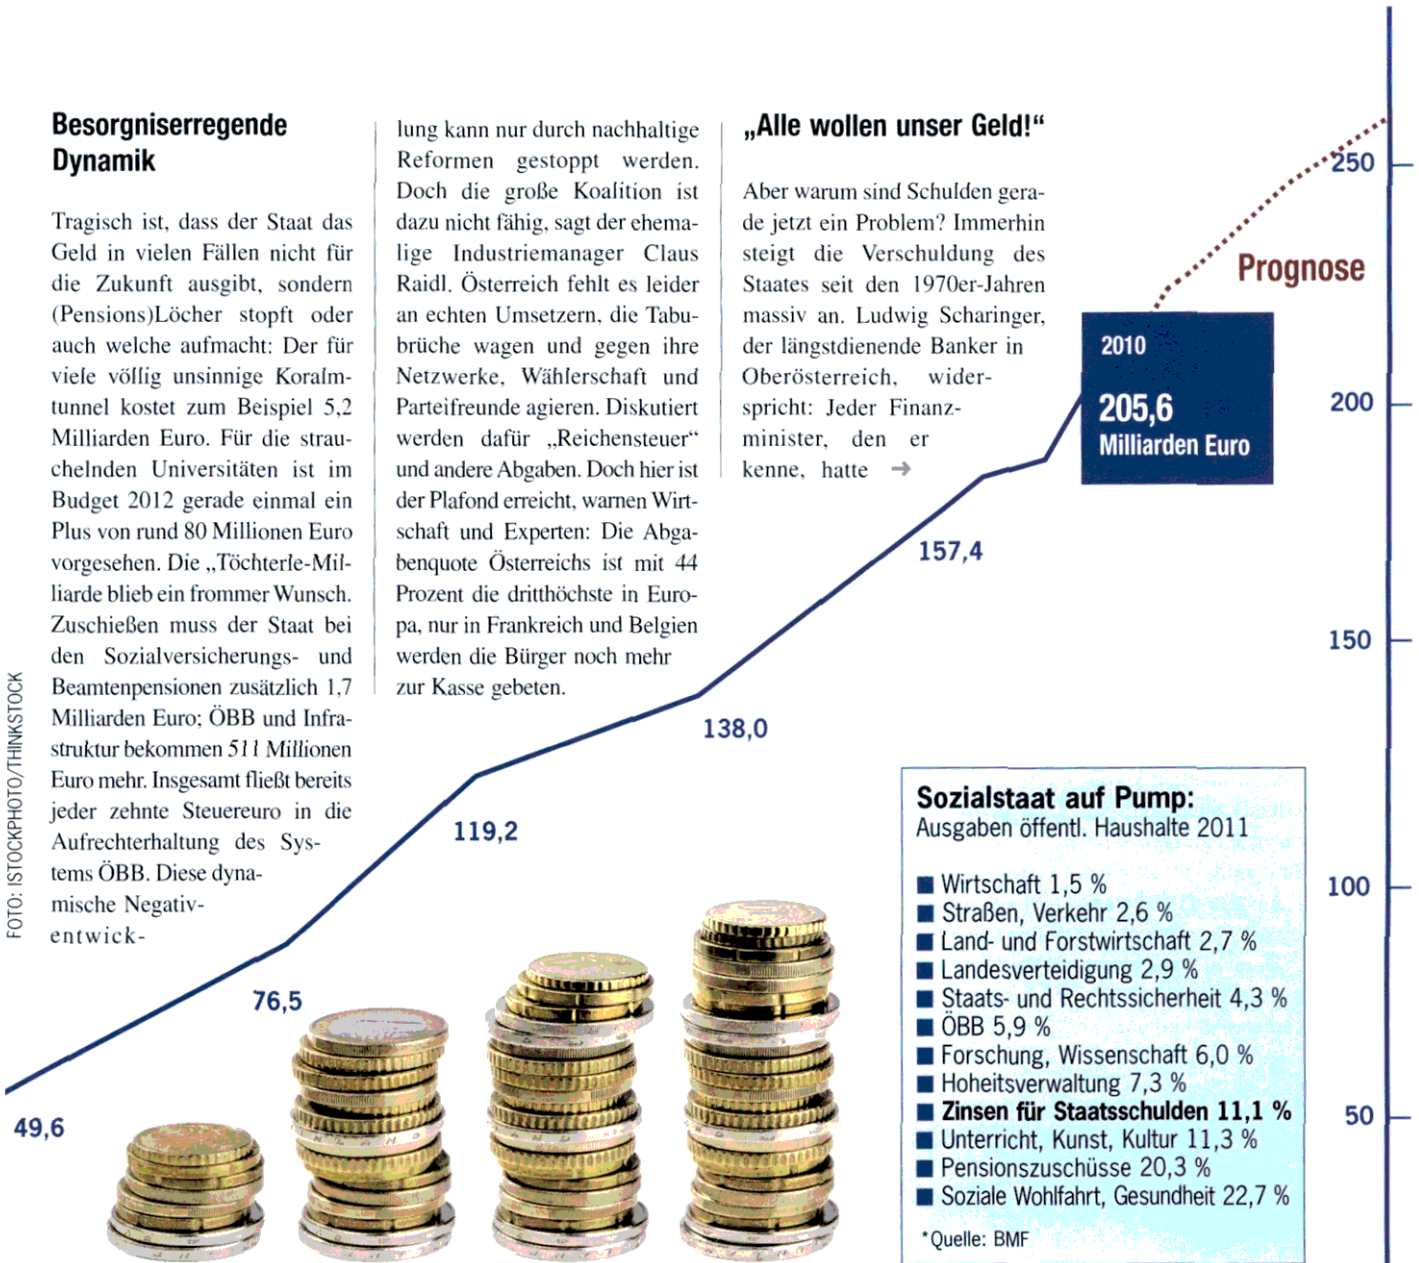 Besorgniserregende
Dynamik
Tragisch ist, dass der Staat das
Geld in vielen Fällen nicht für
die Zukunft ausgibt, sondern
(Pensions)Löcher stopft oder
auch welche aufmacht: Der für
viele völlig unsinnige Koralm-
tunnel kostet zum Beispiel 5,2
Milliarden Euro. Für die strau-
chelnden Universitäten ist im
Budget 2012 gerade einmal ein
Plus von rund 80 Millionen Euro
vorgesehen. Die „Töchterle-Mil-
liarde blieb ein frommer Wunsch.
Zuschießen muss der Staat bei
den Sozialversicherungs- und
Beamtenpensionen zusätzlich 1,7
Milliarden Euro; ÖBB und Infra-
struktur bekommen 511 Millionen
Euro mehr. Insgesamt fließt bereits
jeder zehnte Steuereuro in die
Aufrechterhaltung des Sys-
tems ÖBB. Diese dyna-
mische Negativ-
entwick-
lung kann nur durch nachhaltige
Reformen gestoppt werden.
Doch die große Koalition ist
dazu nicht fähig, sagt der ehema-
lige Industriemanager Claus
Raidl. Österreich fehlt es leider
an echten Umsetzern, die Tabu-
brüche wagen und gegen ihre
Netzwerke, Wählerschaft und
Parteifreunde agieren. Diskutiert
werden dafür „Reichensteuer“
und andere Abgaben. Doch hier ist
der Plafond erreicht, warnen Wirt-
schaft und Experten: Die Abga-
benquote Österreichs ist mit 44
Prozent die dritthöchste in Euro-
pa, nur in Frankreich und Belgien
werden die Bürger noch mehr
zur Kasse gebeten.
„Alle wollen unser Geld!“
Aber warum sind Schulden gera-
de jetzt ein Problem? Immerhin
steigt die Verschuldung des
Staates seit den 1970er-Jahren
massiv an. Ludwig Scharinger,
der längstdienende Banker in
Oberösterreich, wider-
spricht: Jeder Finanz-
minister, den er
kenne, hatte ➔
FOTO: ISTOCKPHOTO/THINKSTOCK
49,6
76,5
119,2
138,0
157,4
2010
205,6
Milliarden Euro
Prognose
250
200
150
100
50
Sozialstaat auf Pump:
Ausgaben öffentl. Haushalte 2011
■ Wirtschaft 1,5 %
■ Straßen, Verkehr 2,6 %
■ Land- und Forstwirtschaft 2,7 %
■ Landesverteidigung 2,9 %
■ Staats- und Rechtssicherheit 4,3 %
■ ÖBB 5,9 %
■ Forschung, Wissenschaft 6,0 %
■ Hoheitsverwaltung 7,3 %
■ Zinsen für Staatsschulden 11,1 %
■ Unterricht, Kunst, Kultur 11,3 %
■ Pensionszuschüsse 20,3 %
■ Soziale Wohlfahrt, Gesundheit 22,7 %
*Quelle: BMF